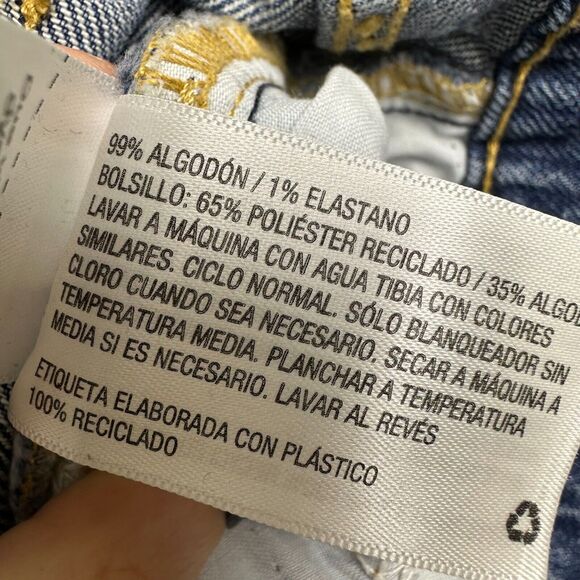 99% ALGODÓN / 1% ELASTANO
BOLSILLO: 65% POLIÉSTER RECICLADO / 35% ALGO
LAVAR A MÁQUINA CON AGUA TIBIA CON COLORES
SIMILARES. CICLO NORMAL. SÓLO BLANQUEADOR SIN
CLORO CUANDO SEA NECESARIO. SECAR A MÁQUINA A
TEMPERATURA MEDIA. PLANCHAR A TEMPERATURA
MEDIA SI ES NECESARIO. LAVAR AL REVÉS
ETIQUETA ELABORADA CON PLÁSTICO
100% RECICLADO